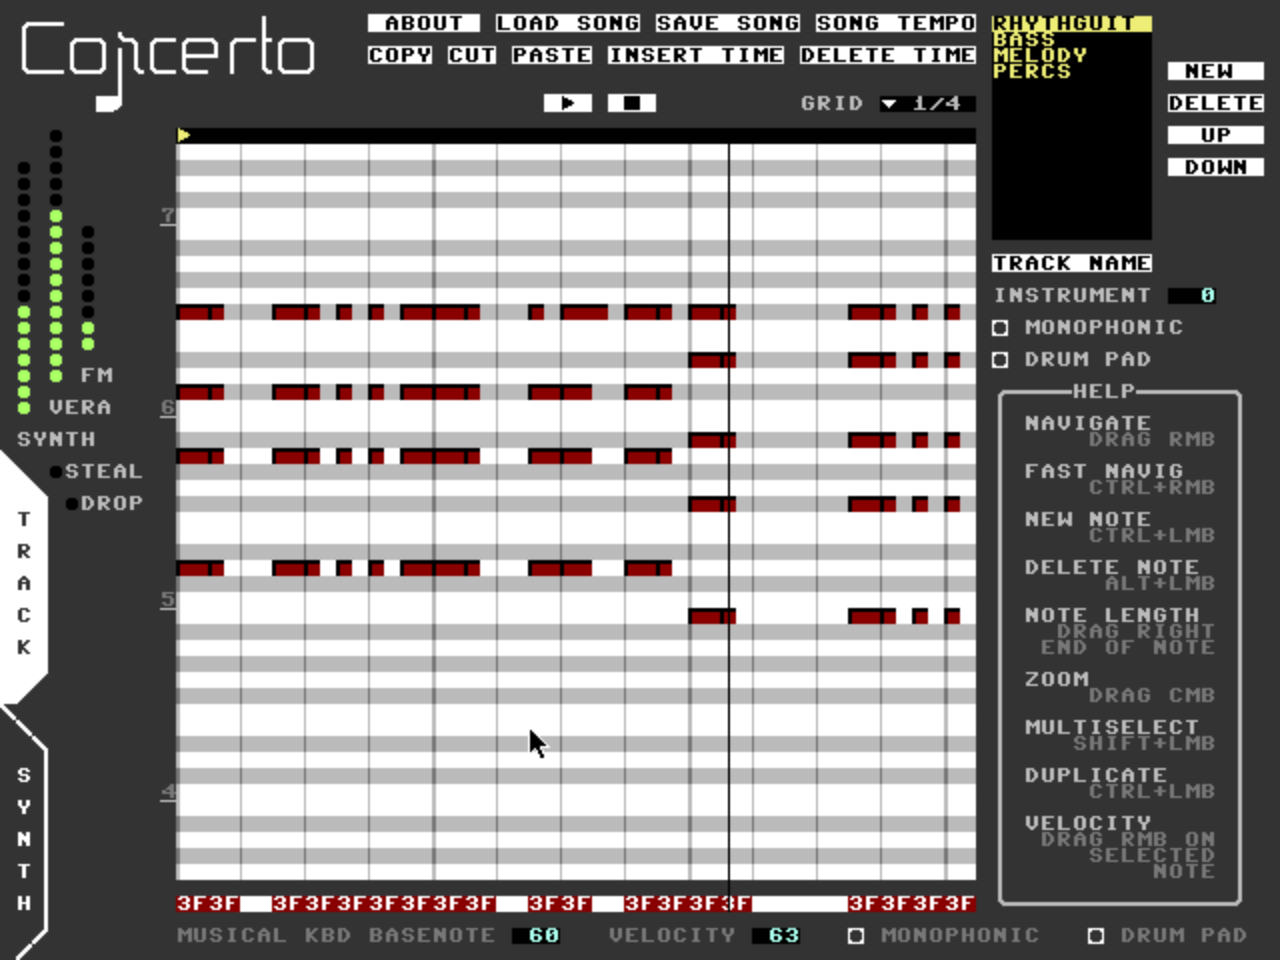 Concerto
ABOUT LOAD SONG SAVE SONG SONG TEMPO
COPY CUT PASTE INSERT TIME DELETE TIME
GRID 1/4
RHYTHGUIT
BASS
MELODY
PERCS
NEW
DELETE
UP
DOWN
TRACK NAME
INSTRUMENT 0
MONOPHONIC
DRUM PAD
FM
VERA
SYNTH
STEAL
DROP
TRACK
SYNTH
7
6
5
4
HELP
NAVIGATE
DRAG RMB
FAST NAVIG
CTRL+RMB
NEW NOTE
CTRL+LMB
DELETE NOTE
ALT+LMB
NOTE LENGTH
DRAG RIGHT
END OF NOTE
ZOOM
DRAG CMB
MULTISELECT
SHIFT+LMB
DUPLICATE
CTRL+LMB
VELOCITY
DRAG RMB ON
SELECTED
NOTE
3F3F 3F3F3F3F3F3F3F 3F3F 3F3F3F3F 3F3F3F3F
MUSICAL KBD BASENOTE 60 VELOCITY 63 MONOPHONIC DRUM PAD